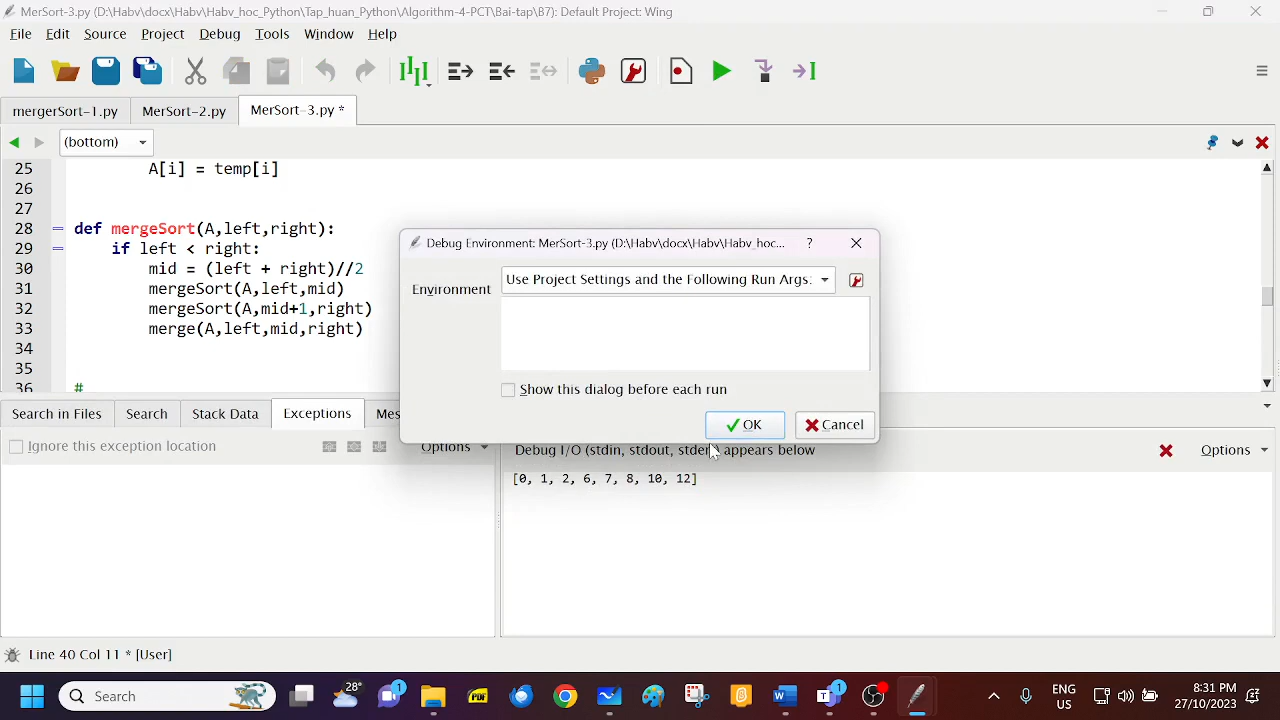 MerSort-3.py (D:\Habv\docx\Habv\Habv_hoc_Python\Tap_huan_Python\Algorithm-4-PCT\Bai-tap\B7): Default Project: Wing
File Edit Source Project Debug Tools Window Help
mergerSort-1.py MerSort-2.py MerSort-3.py *
(bottom)
25 A[i] = temp[i]
26
27
28 def mergeSort(A,left,right):
29 if left < right:
30 mid = (left + right)//2
31 mergeSort(A,left,mid)
32 mergeSort(A,mid+1,right)
33 merge(A,left,mid,right)
34
35
36 #
Debug Environment: MerSort-3.py (D:\Habv\docx\Habv\Habv_hoc... ?
Environment Use Project Settings and the Following Run Args:
Show this dialog before each run
OK Cancel
Search in Files Search Stack Data Exceptions Mes
Ignore this exception location Options
Debug I/O (stdin, stdout, stderr) appears below Options
[0, 1, 2, 6, 7, 8, 10, 12]
Line 40 Col 11 * [User]
Search 28° 1 PDF 1 ENG US 8:31 PM 27/10/2023